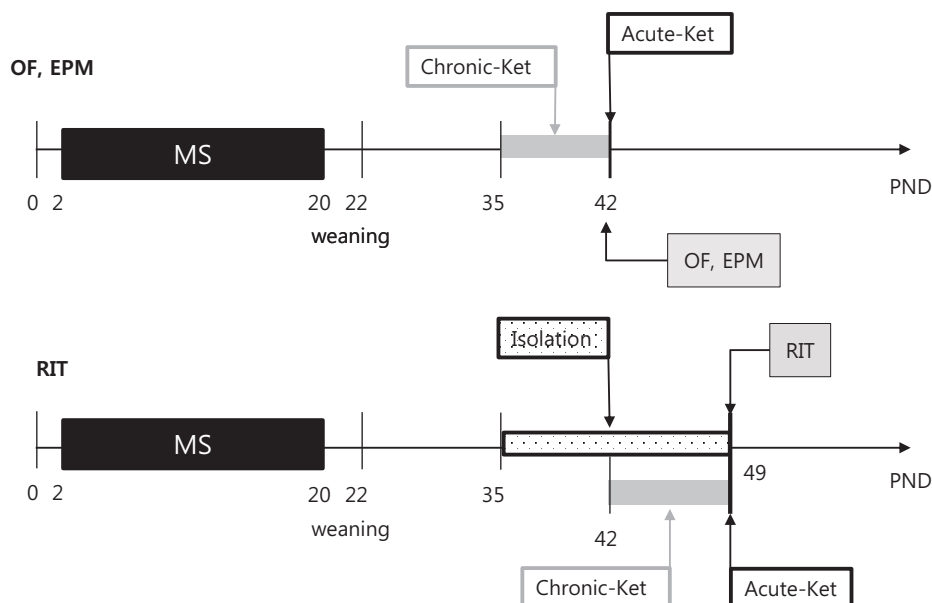 Acute-Ket
Chronic-Ket
OF, EPM
MS
PND
0 2 20 22 35 42
weaning
OF, EPM
Isolation
RIT
RIT
MS
49
PND
0 2 20 22 35
weaning
42
Chronic-Ket
Acute-Ket